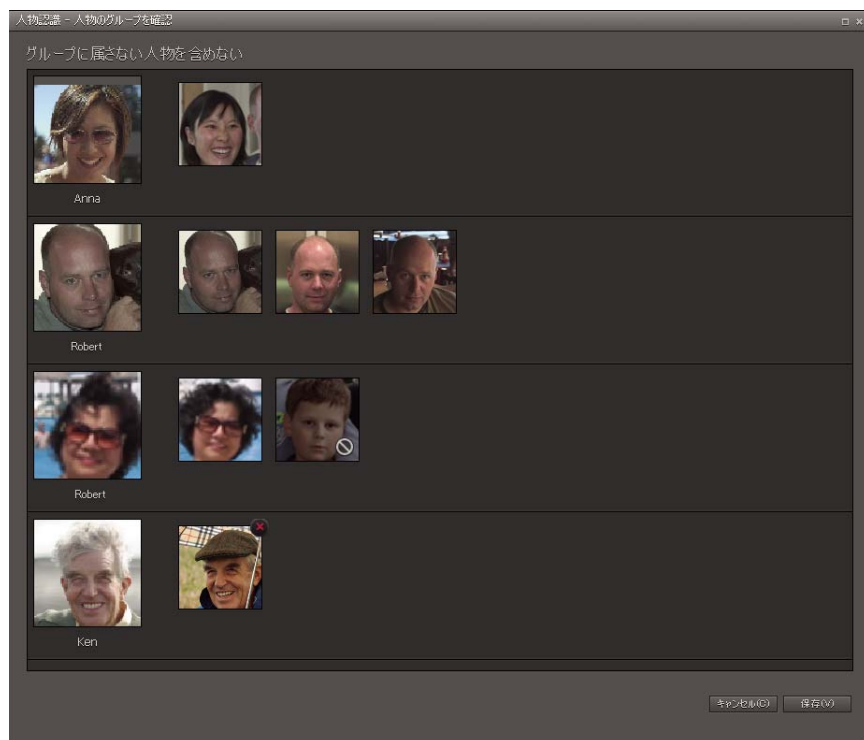 人物認識 - 人物のグループを確認
グループに属さない人物を含めない
Anna
Robert
Robert
Ken
キャンセル(C) 保存(V)